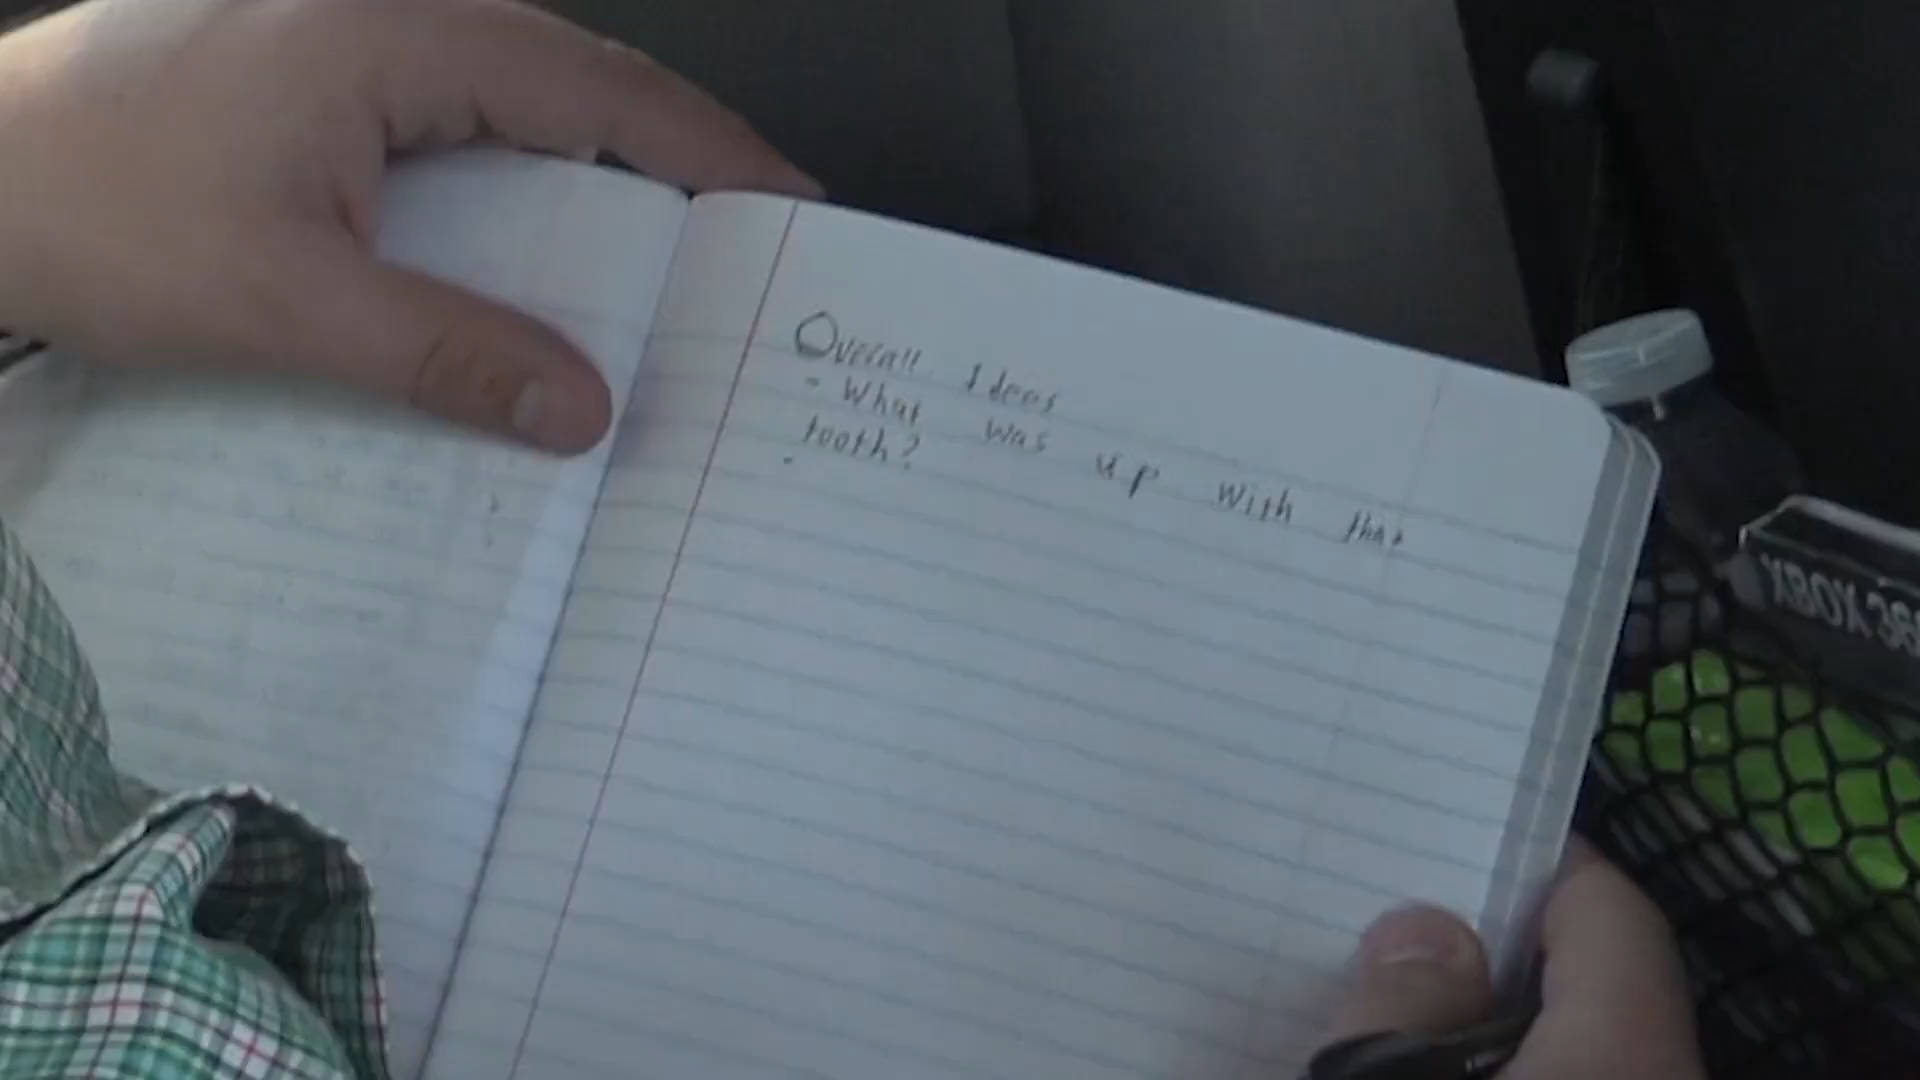 Overall Ideas
- What was up with that
tooth?
-
XBOX 360